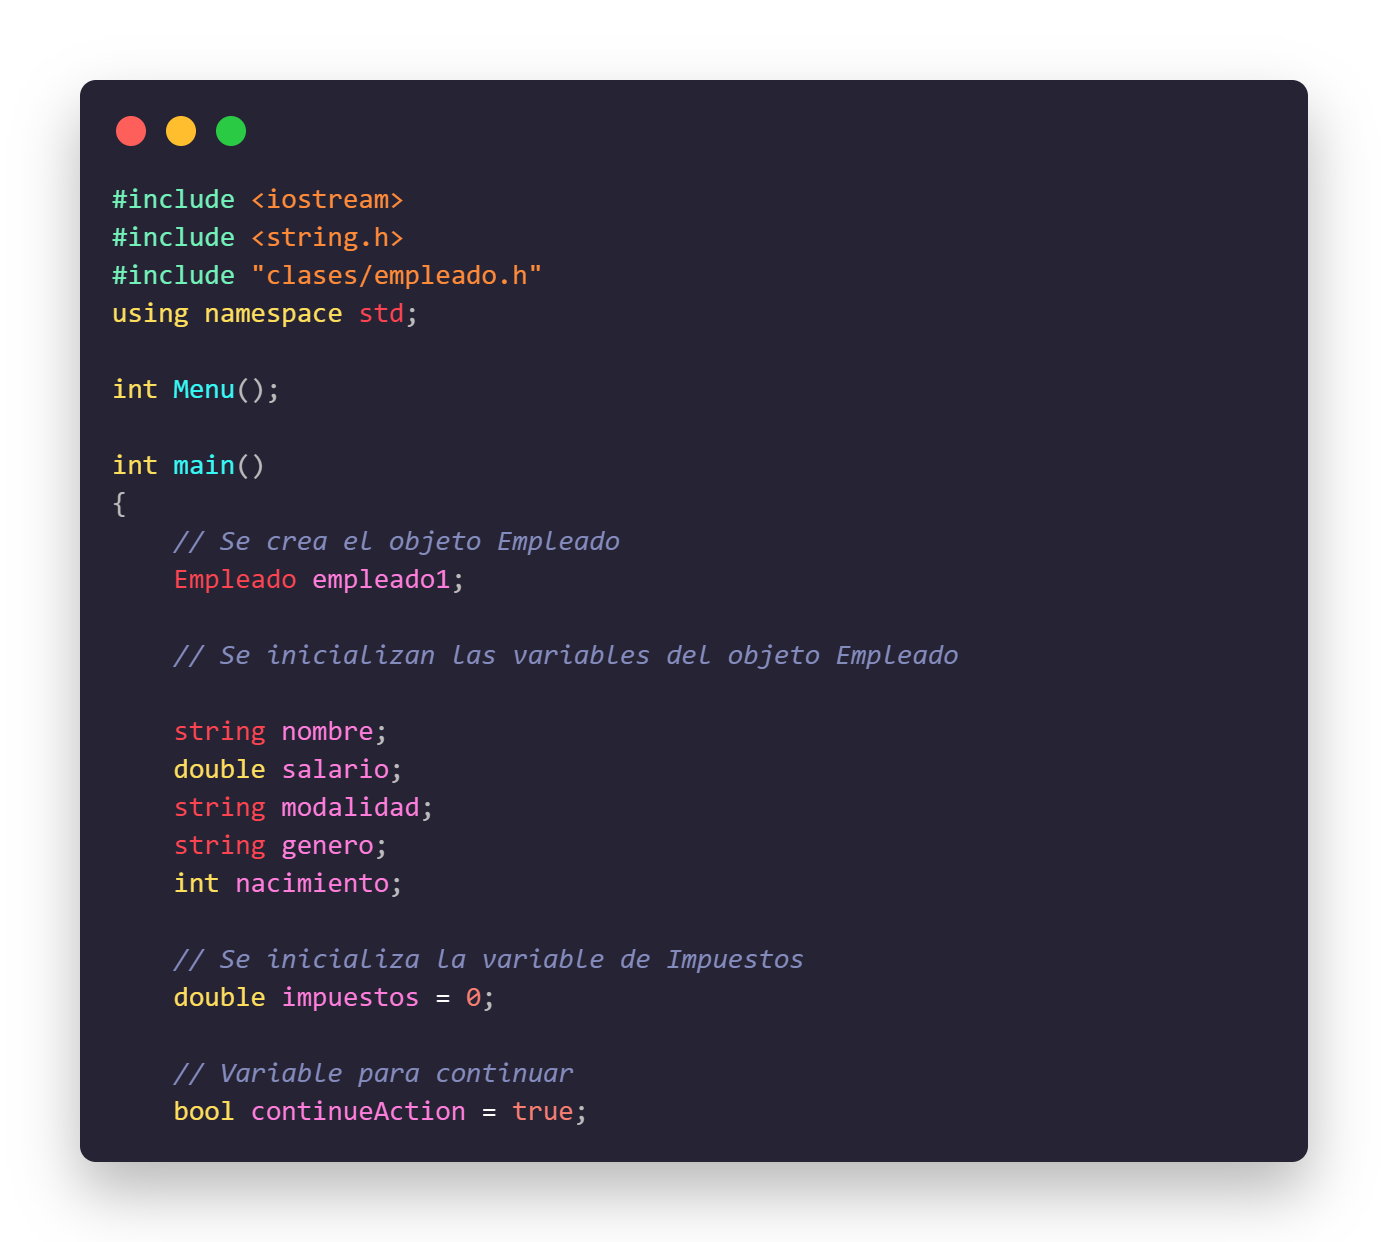 #include <iostream>
#include <string.h>
#include "clases/empleado.h"
using namespace std;

int Menu();

int main()
{
    // Se crea el objeto Empleado
    Empleado empleado1;

    // Se inicializan las variables del objeto Empleado

    string nombre;
    double salario;
    string modalidad;
    string genero;
    int nacimiento;

    // Se inicializa la variable de Impuestos
    double impuestos = 0;

    // Variable para continuar
    bool continueAction = true;